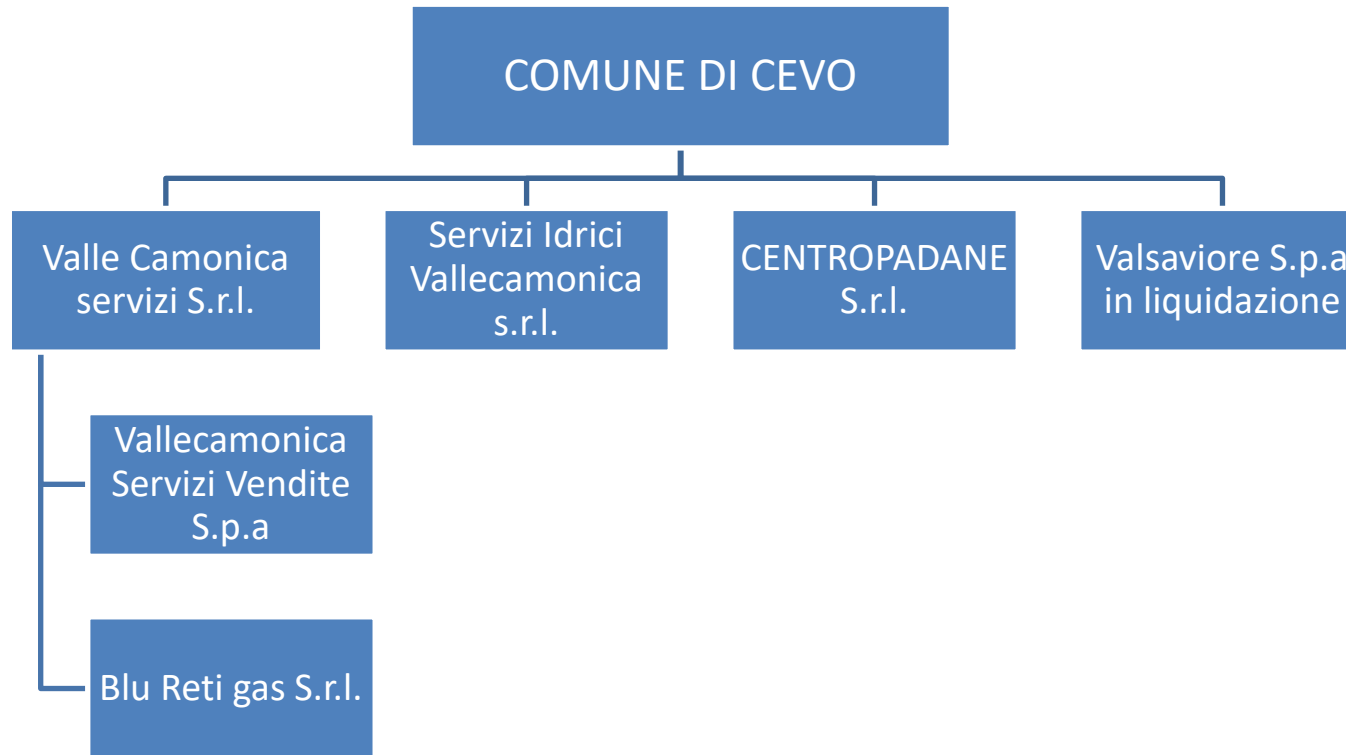 COMUNE DI CEVO
Valle Camonica
servizi S.r.l.
Servizi Idrici
Vallecamonica
s.r.l.
CENTROPADANE
S.r.l.
Valsaviore S.p.a
in liquidazione
Vallecamonica
Servizi Vendite
S.p.a
Blu Reti gas S.r.l.